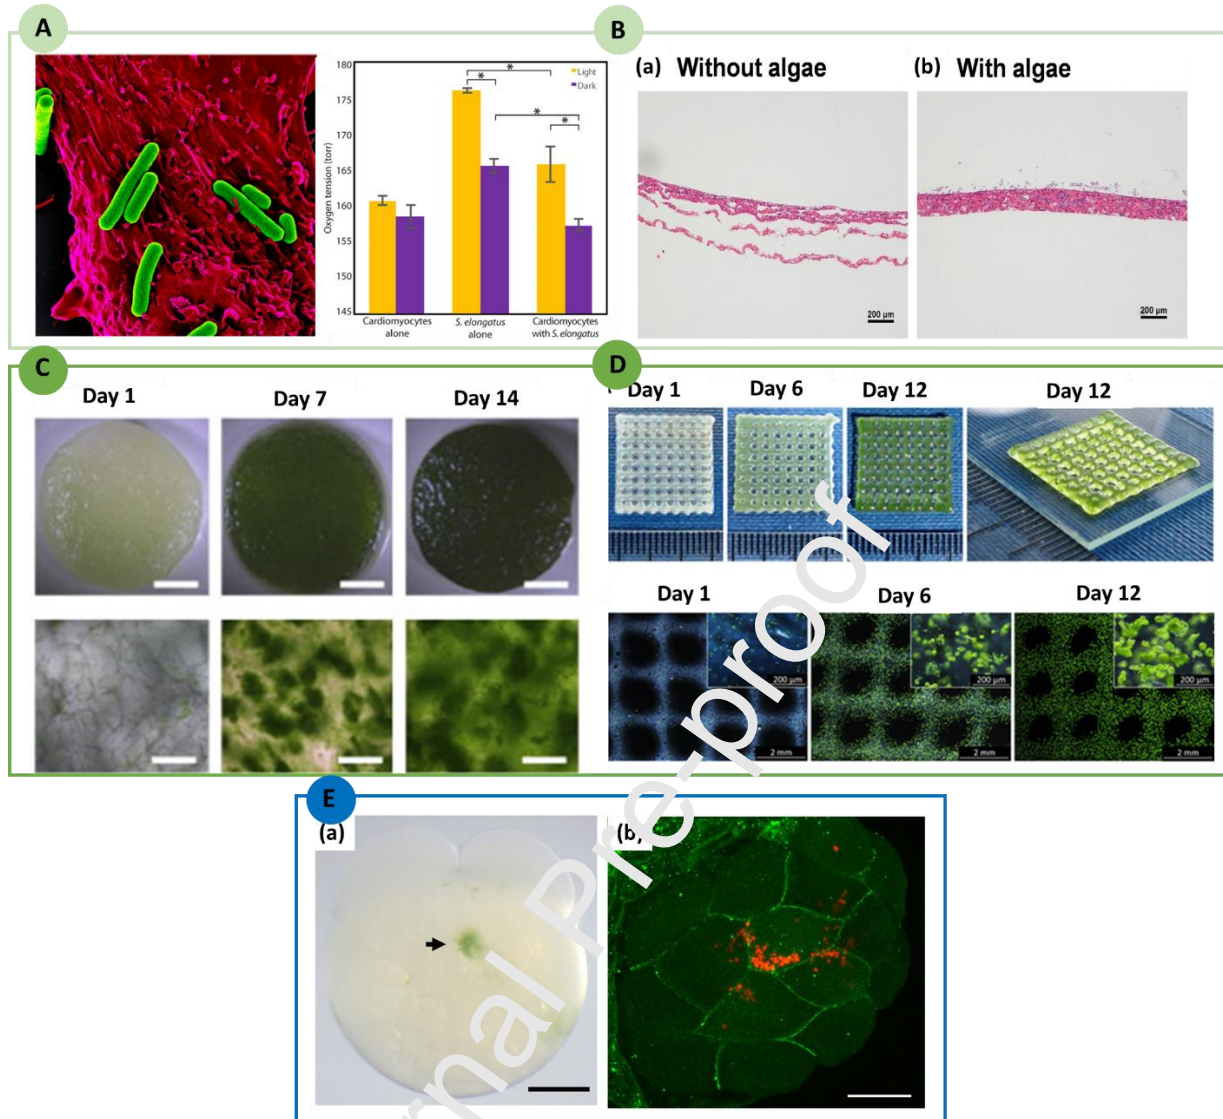 A
B
180
175
170
165
160
155
150
145
Oxygen tension (torr)
Light
Dark
*
*
*
*
Cardiomyocytes
alone
S. elongatus
alone
Cardiomyocytes
with S. elongatus
(a) Without algae
(b) With algae
200 µm
200 µm
C
D
Day 1
Day 7
Day 14
Day 1
Day 6
Day 12
Day 12
Day 1
Day 6
Day 12
200 µm
2 mm
200 µm
2 mm
200 µm
2 mm
E
(a)
(b)
rnal Pre-proof